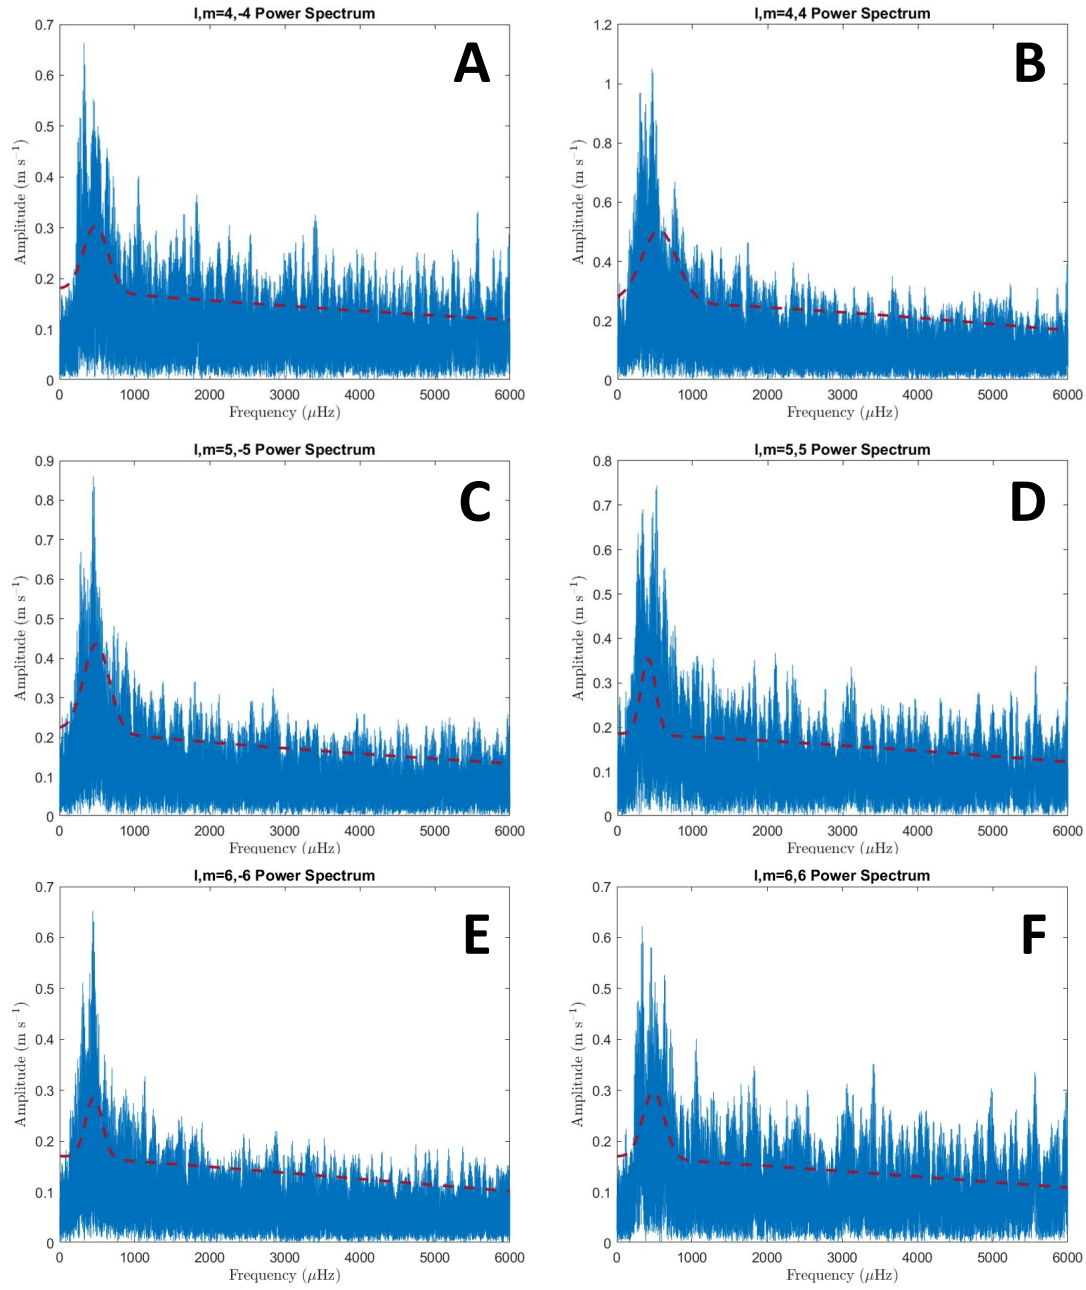 l,m=4,-4 Power Spectrum
A
0.7
0.6
0.5
0.4
0.3
0.2
0.1
0
Amplitude (m s⁻¹)
0 1000 2000 3000 4000 5000 6000
Frequency (μHz)
l,m=4,4 Power Spectrum
B
1.2
1
0.8
0.6
0.4
0.2
0
Amplitude (m s⁻¹)
0 1000 2000 3000 4000 5000 6000
Frequency (μHz)
l,m=5,-5 Power Spectrum
C
0.9
0.8
0.7
0.6
0.5
0.4
0.3
0.2
0.1
0
Amplitude (m s⁻¹)
0 1000 2000 3000 4000 5000 6000
Frequency (μHz)
l,m=5,5 Power Spectrum
D
0.8
0.7
0.6
0.5
0.4
0.3
0.2
0.1
0
Amplitude (m s⁻¹)
0 1000 2000 3000 4000 5000 6000
Frequency (μHz)
l,m=6,-6 Power Spectrum
E
0.7
0.6
0.5
0.4
0.3
0.2
0.1
0
Amplitude (m s⁻¹)
0 1000 2000 3000 4000 5000 6000
Frequency (μHz)
l,m=6,6 Power Spectrum
F
0.7
0.6
0.5
0.4
0.3
0.2
0.1
0
Amplitude (m s⁻¹)
0 1000 2000 3000 4000 5000 6000
Frequency (μHz)